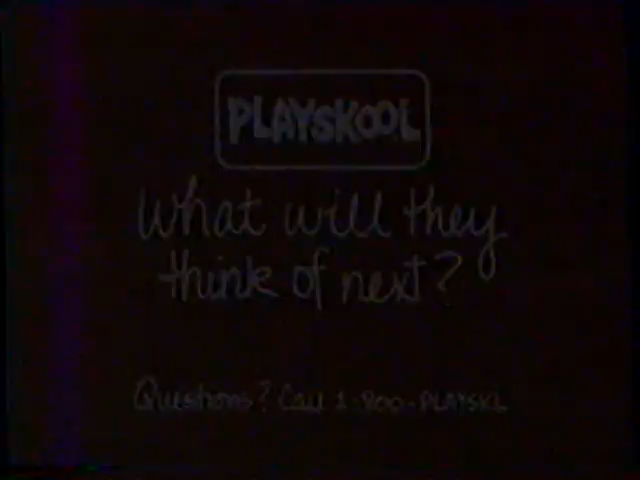 PLAYSKOOL
What will they
think of next?
Questions? Call 1-800-PLAYSKL